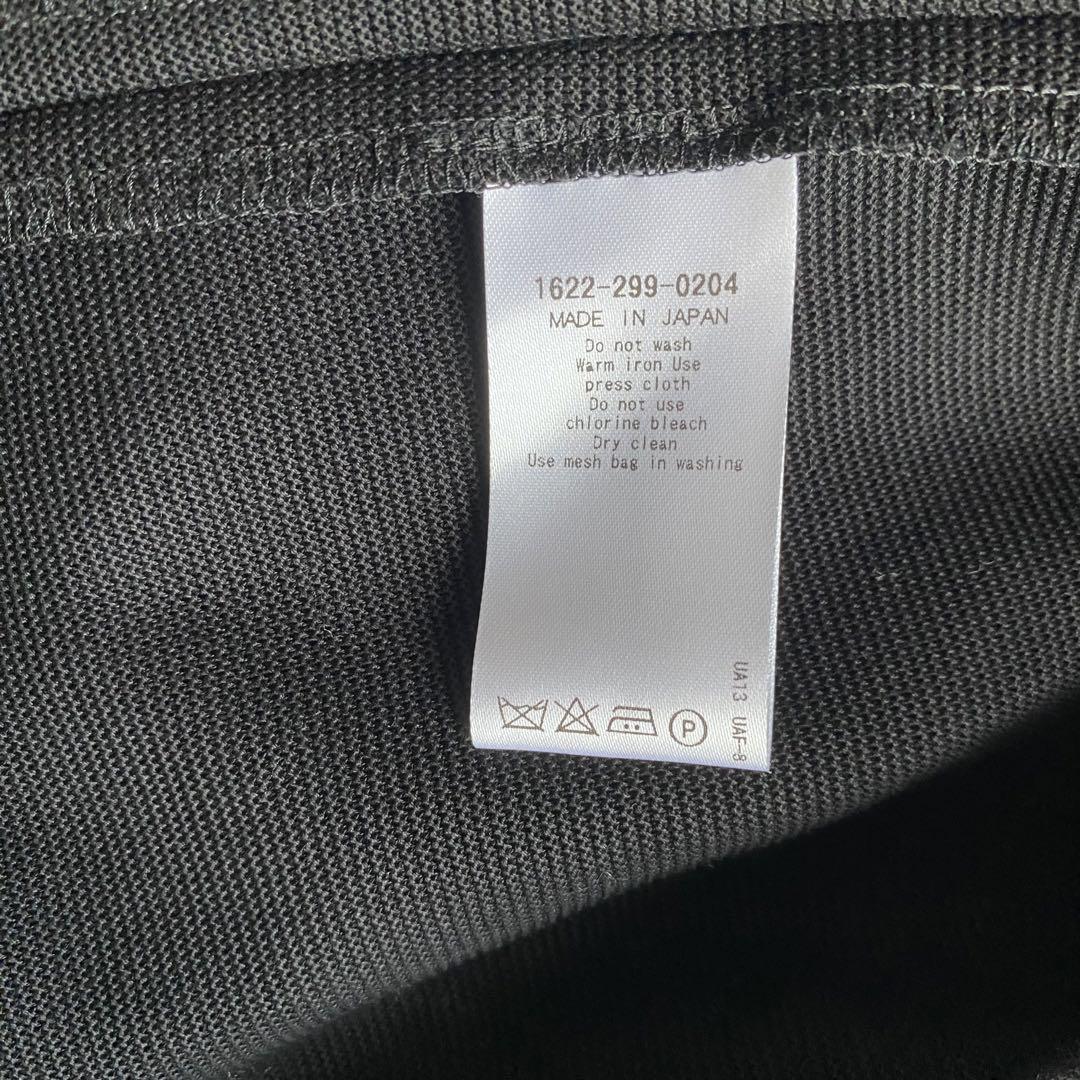 1622-299-0204
MADE IN JAPAN
Do not wash
Warm iron Use
press cloth
Do not use
chlorine bleach
Dry clean
Use mesh bag in washing
UA13 UAF-8
P